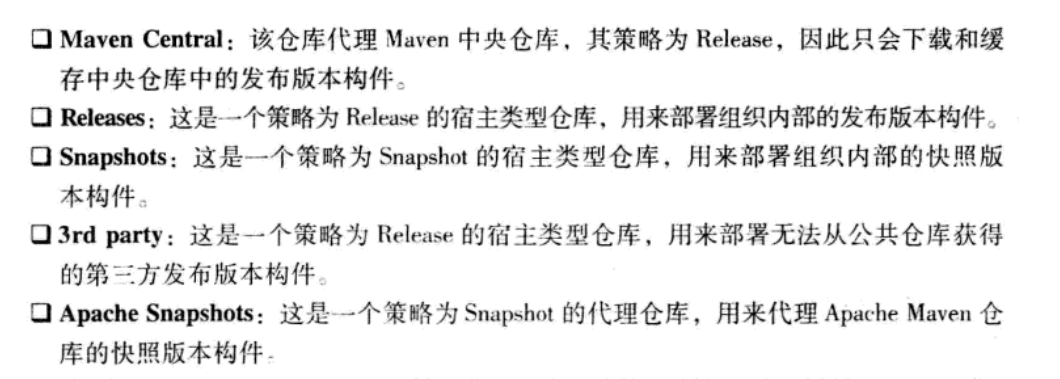 ❑ Maven Central：该仓库代理 Maven 中央仓库，其策略为 Release，因此只会下载和缓
存中央仓库中的发布版本构件。
❑ Releases：这是一个策略为 Release 的宿主类型仓库，用来部署组织内部的发布版本构件。
❑ Snapshots：这是一个策略为 Snapshot 的宿主类型仓库，用来部署组织内部的快照版
本构件。
❑ 3rd party：这是一个策略为 Release 的宿主类型仓库，用来部署无法从公共仓库获得
的第三方发布版本构件。
❑ Apache Snapshots：这是一个策略为 Snapshot 的代理仓库，用来代理 Apache Maven 仓
库的快照版本构件。